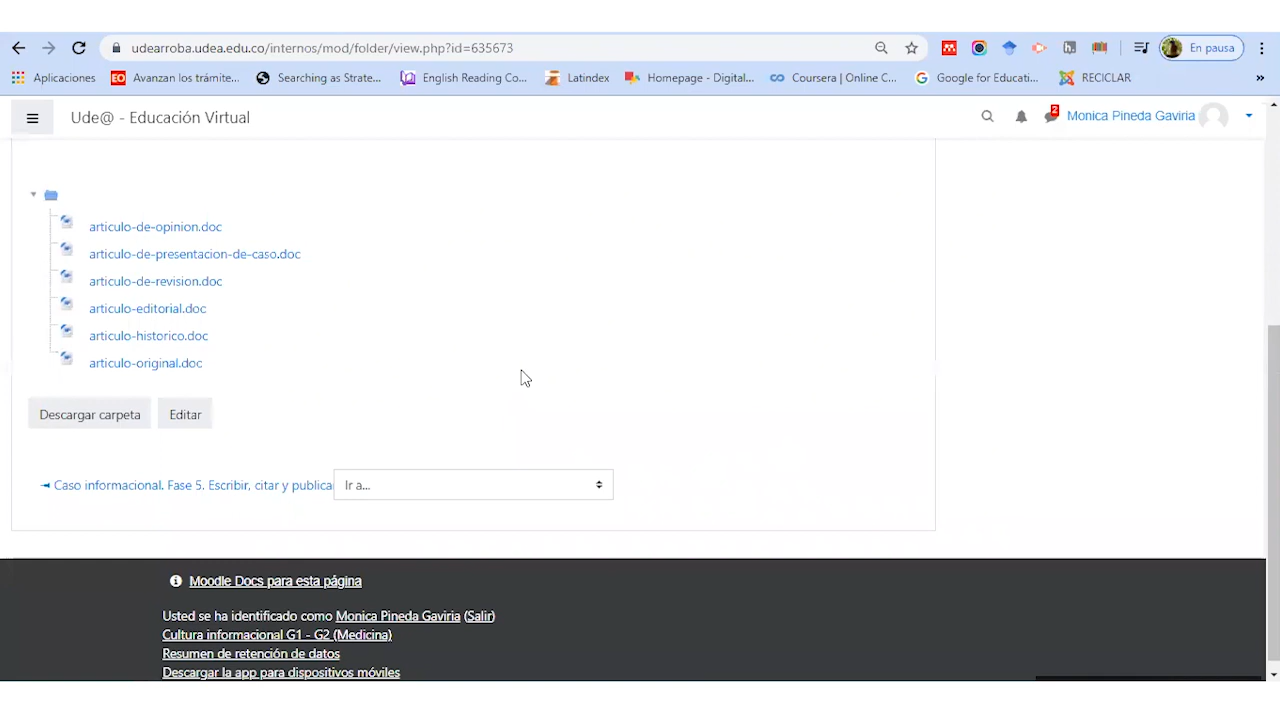 udearroba.udea.edu.co/internos/mod/folder/view.php?id=635673
En pausa
Aplicaciones
EO Avanzan los trámite...
Searching as Strate...
English Reading Co...
Latindex
Homepage - Digital...
Coursera | Online C...
Google for Educati...
RECICLAR
»
Ude@ - Educación Virtual
2
Monica Pineda Gaviria
articulo-de-opinion.doc
articulo-de-presentacion-de-caso.doc
articulo-de-revision.doc
articulo-editorial.doc
articulo-historico.doc
articulo-original.doc
Descargar carpeta
Editar
◄ Caso informacional. Fase 5. Escribir, citar y publica
Ir a...
Moodle Docs para esta página
Usted se ha identificado como Monica Pineda Gaviria (Salir)
Cultura informacional G1 - G2 (Medicina)
Resumen de retención de datos
Descargar la app para dispositivos móviles